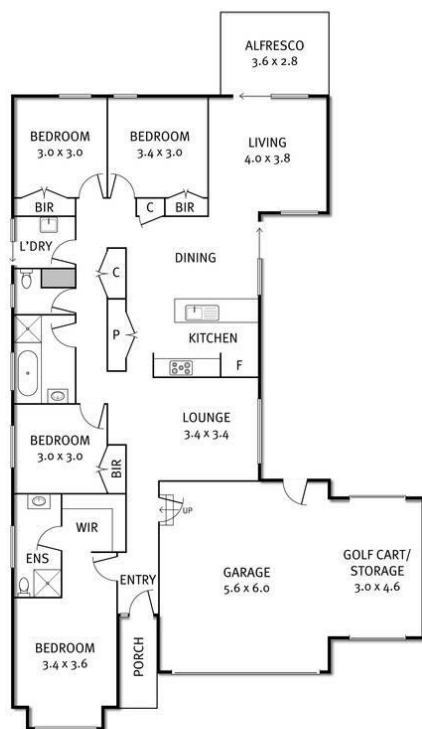 ALFRESCO
3.6 x 2.8
BEDROOM
3.0 x 3.0
BEDROOM
3.4 x 3.0
LIVING
4.0 x 3.8
BIR
C
BIR
L'DRY
DINING
C
P
KITCHEN
F
LOUNGE
3.4 x 3.4
BEDROOM
3.0 x 3.0
BIR
WIR
UP
ENS
ENTRY
GARAGE
5.6 x 6.0
GOLF CART/
STORAGE
3.0 x 4.6
BEDROOM
3.4 x 3.6
PORCH